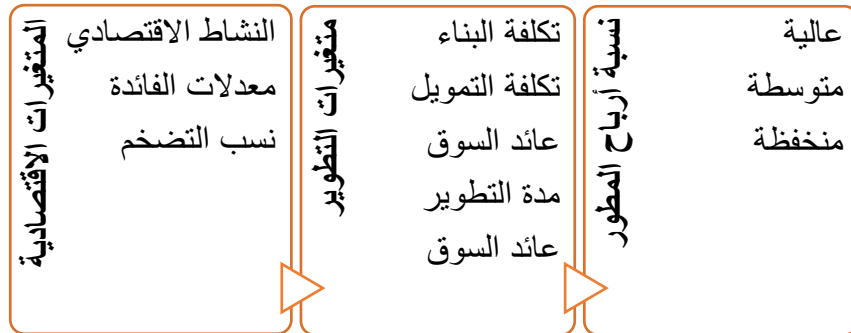 المتغيرات الاقتصادية
النشاط الاقتصادي
معدلات الفائدة
نسب التضخم
متغيرات التطوير
تكلفة البناء
تكلفة التمويل
عائد السوق
مدة التطوير
عائد السوق
نسبة أرباح المطور
عالية
متوسطة
منخفظة